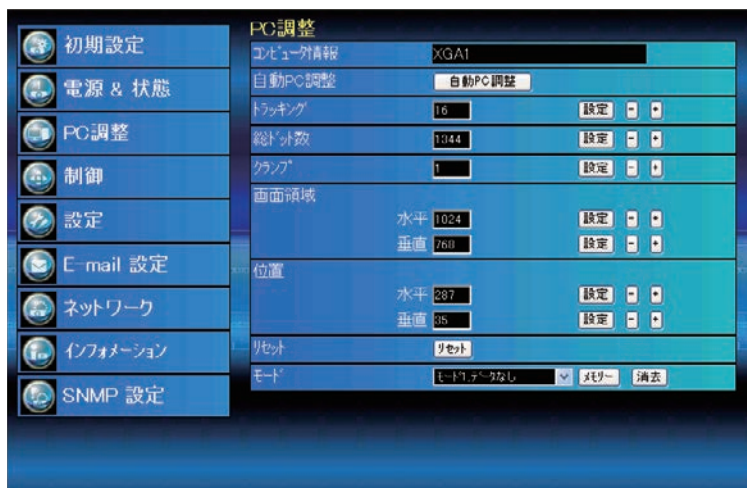 初期設定
電源 & 状態
PC調整
制御
設定
E-mail 設定
ネットワーク
インフォメーション
SNMP 設定
PC調整
コンピュータ情報 XGA1
自動PC調整 自動PC調整
トラッキング 16 設定 - +
総ドット数 1344 設定 - +
クランプ 1 設定 - +
画面領域
水平 1024 設定 - +
垂直 768 設定 - +
位置
水平 287 設定 - +
垂直 35 設定 - +
リセット リセット
モード モード1.データなし メモリー 消去